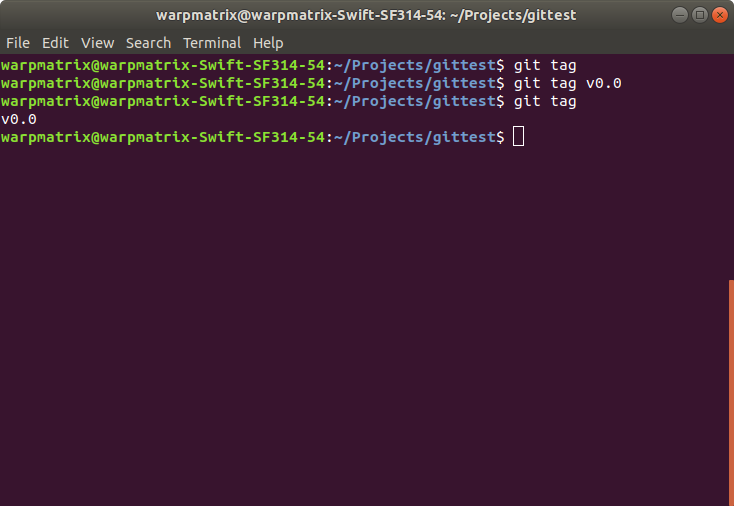 warpmatrix@warpmatrix-Swift-SF314-54: ~/Projects/gittest
File Edit View Search Terminal Help
warpmatrix@warpmatrix-Swift-SF314-54:~/Projects/gittest$ git tag
warpmatrix@warpmatrix-Swift-SF314-54:~/Projects/gittest$ git tag v0.0
warpmatrix@warpmatrix-Swift-SF314-54:~/Projects/gittest$ git tag
v0.0
warpmatrix@warpmatrix-Swift-SF314-54:~/Projects/gittest$